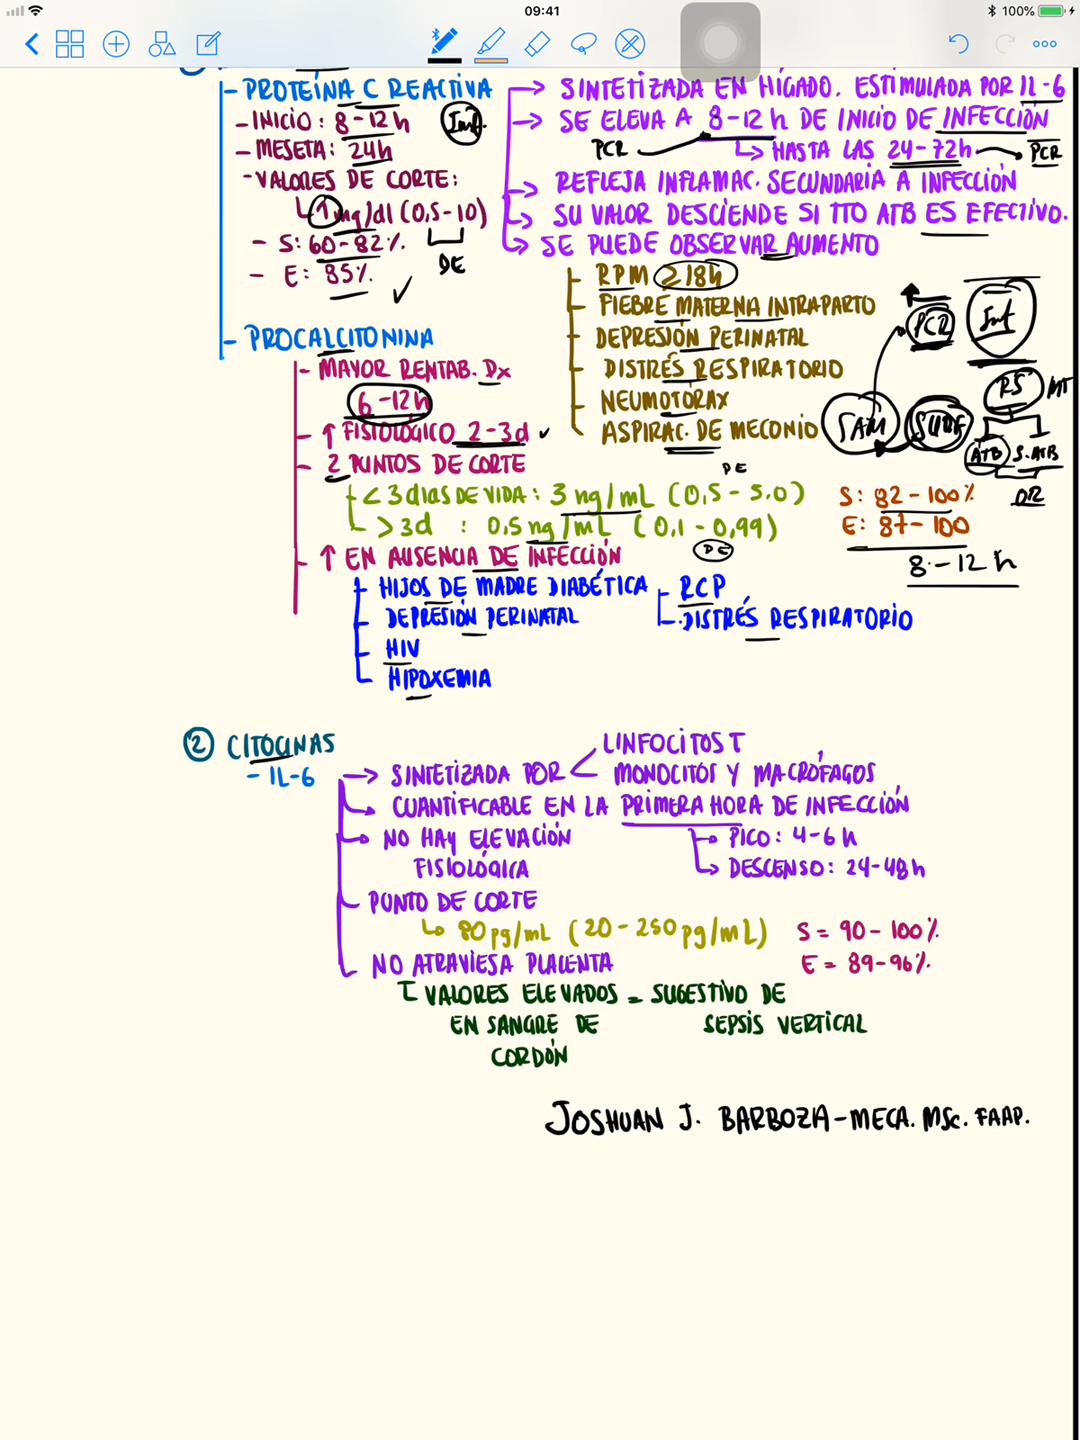 09:41
100%
- PROTEÍNA C REACTIVA
- INICIO: 8-12h
Inf.
- MESETA: 24h
- VALORES DE CORTE:
↳ 1 mg/dl (0,5-10)
DE
- S: 60-82%.
- E: 85%. ✓
→ SINTETIZADA EN HÍGADO. ESTIMULADA POR IL-6
→ SE ELEVA A 8-12 h DE INICIO DE INFECCIÓN
PCR
↳ HASTA LAS 24-72h → PCR
→ REFLEJA INFLAMAC. SECUNDARIA A INFECCIÓN
→ SU VALOR DESCIENDE SI TTO ATB ES EFECTIVO.
→ SE PUEDE OBSERVAR AUMENTO
- RPM ≥18h
- FIEBRE MATERNA INTRAPARTO
- DEPRESIÓN PERINATAL
- DISTRÉS RESPIRATORIO
- NEUMOTÓRAX
- ASPIRAC. DE MECONIO
↑ PCR
Inf
SAM
RS
ATB
S. ATB
- PROCALCITONINA
- MAYOR RENTAB. Dx
6-12h
- ↑ FISIOLÓGICO 2-3d ✓
- 2 PUNTOS DE CORTE
DE
< 3 dias DE VIDA: 3 ng/mL (0,5 - 5.0)
> 3d : 0,5 ng/mL (0,1 - 0,99)
DE
S: 82-100%
E: 87-100
8-12 h
- ↑ EN AUSENCIA DE INFECCIÓN
- HIJOS DE MADRE DIABÉTICA
- DEPRESIÓN PERINATAL
- HIV
- HIPOXEMIA
- RCP
- DISTRÉS RESPIRATORIO
② CITOCINAS
- IL-6
→ SINTETIZADA POR < LINFOCITOS T
MONOCITOS Y MACRÓFAGOS
→ CUANTIFICABLE EN LA PRIMERA HORA DE INFECCIÓN
→ PICO: 4-6 h
→ DESCENSO: 24-48h
→ NO HAY ELEVACIÓN
FISIOLÓGICA
PUNTO DE CORTE
↳ 80 pg/mL (20-250 pg/mL)
S = 90-100%
E = 89-96%.
NO ATRAVIESA PLACENTA
VALORES ELEVADOS = SUGESTIVO DE
EN SANGRE DE SEPSIS VERTICAL
CORDÓN
JOSHUAN J. BARBOZA-MECA. MSc. FAAP.